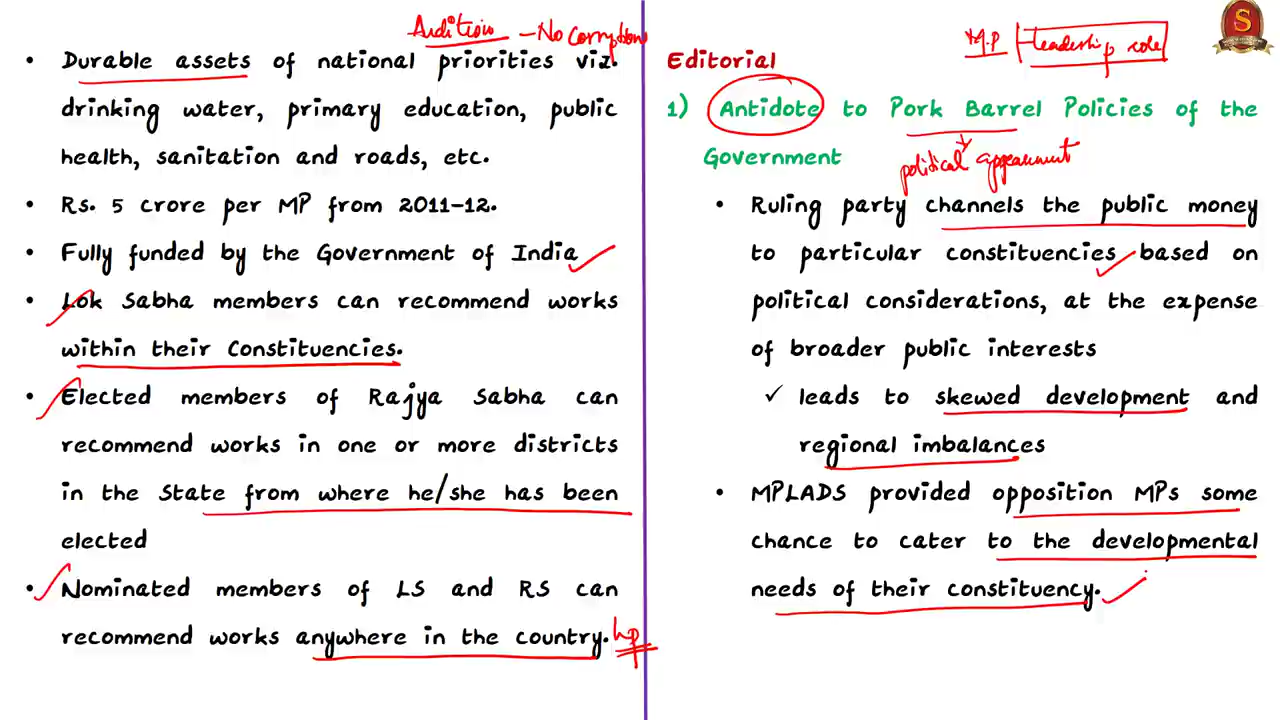 Audition - No Corruption
• Durable assets of national priorities viz.
drinking water, primary education, public
health, sanitation and roads, etc.
• Rs. 5 crore per MP from 2011-12.
• Fully funded by the Government of India
• Lok Sabha members can recommend works
within their Constituencies.
• Elected members of Rajya Sabha can
recommend works in one or more districts
in the State from where he/she has been
elected
• Nominated members of LS and RS can
recommend works anywhere in the country.
M.P leadership role
S
Editorial
1) Antidote to Pork Barrel Policies of the
Government
political appeasement
• Ruling party channels the public money
to particular constituencies based on
political considerations, at the expense
of broader public interests
✓ leads to skewed development and
regional imbalances
• MPLADS provided opposition MPs some
chance to cater to the developmental
needs of their constituency.